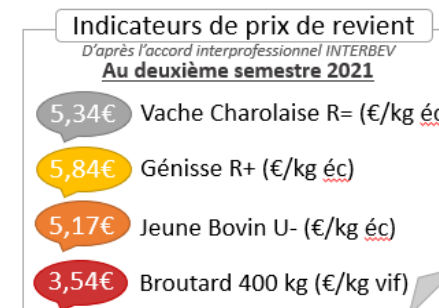 Indicateurs de prix de revient
D'après l'accord interprofessionnel INTERBEV
Au deuxième semestre 2021
5,34€ Vache Charolaise R= (€/kg éc
5,84€ Génisse R+ (€/kg éc)
5,17€ Jeune Bovin U- (€/kg éc)
3,54€ Broutard 400 kg (€/kg vif)